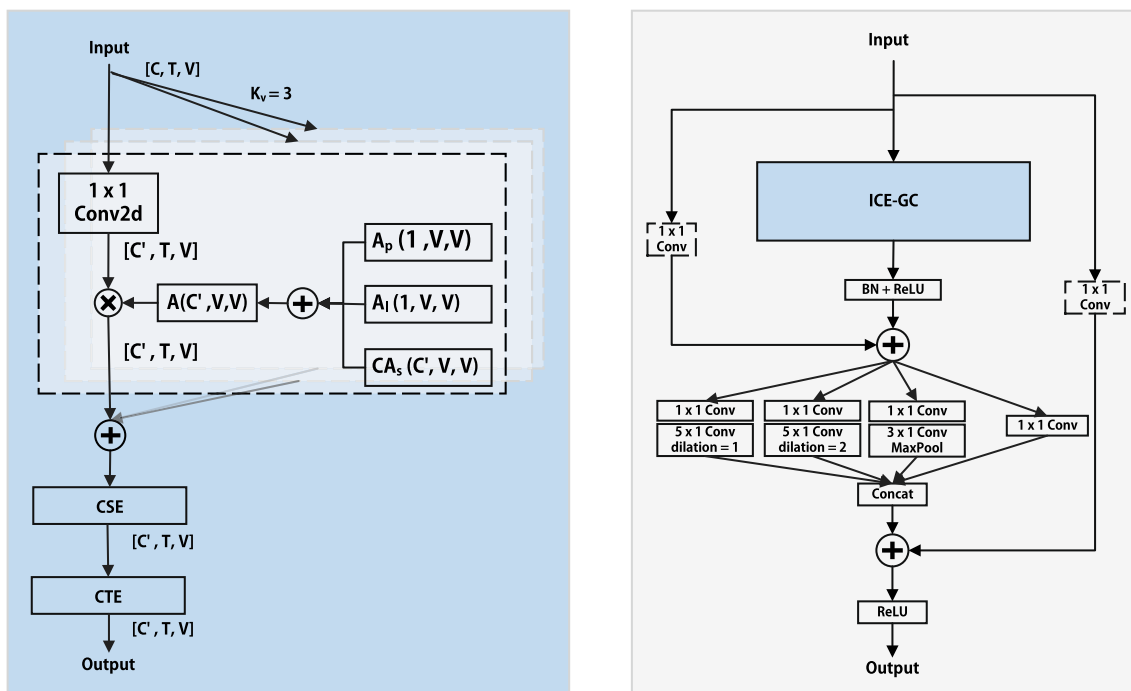 Input
[C, T, V]
Kv = 3
1 x 1
Conv2d
[C' , T, V]
Ap (1 ,V,V)
A(C' ,V,V)
Al (1, V, V)
[C' , T, V]
CAs (C', V, V)
CSE
[C' , T, V]
CTE
[C' , T, V]
Output
Input
ICE-GC
1 x 1
Conv
BN + ReLU
1 x 1
Conv
1 x 1 Conv
5 x 1 Conv
dilation = 1
1 x 1 Conv
5 x 1 Conv
dilation = 2
1 x 1 Conv
3 x 1 Conv
MaxPool
1 x 1 Conv
Concat
ReLU
Output